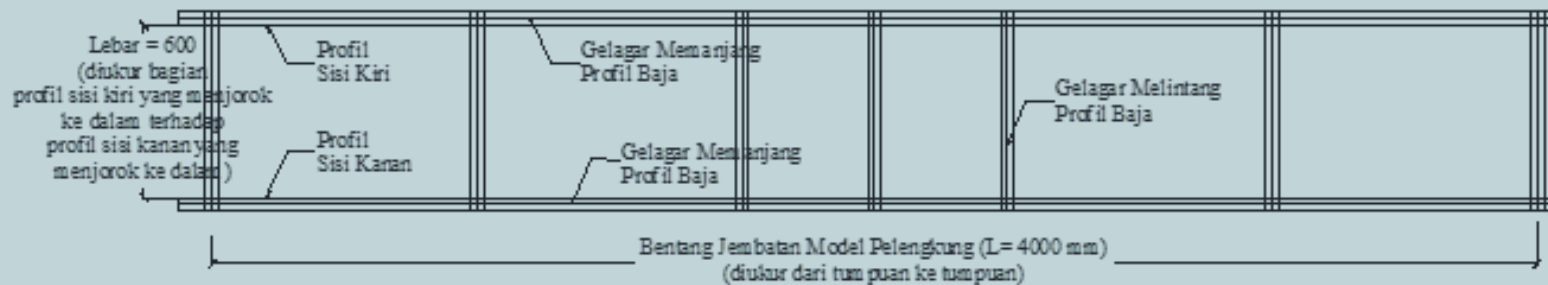 Lebar = 600
(diukur bagian
profil sisi kiri yang menjorok
ke dalam terhadap
profil sisi kanan yang
menjorok ke dalam)
Profil
Sisi Kiri
Gelagar Memanjang
Profil Baja
Gelagar Melintang
Profil Baja
Profil
Sisi Kanan
Gelagar Memanjang
Profil Baja
Bentang Jembatan Model Pelengkung (L= 4000 mm)
(diukur dari tumpuan ke tumpuan)